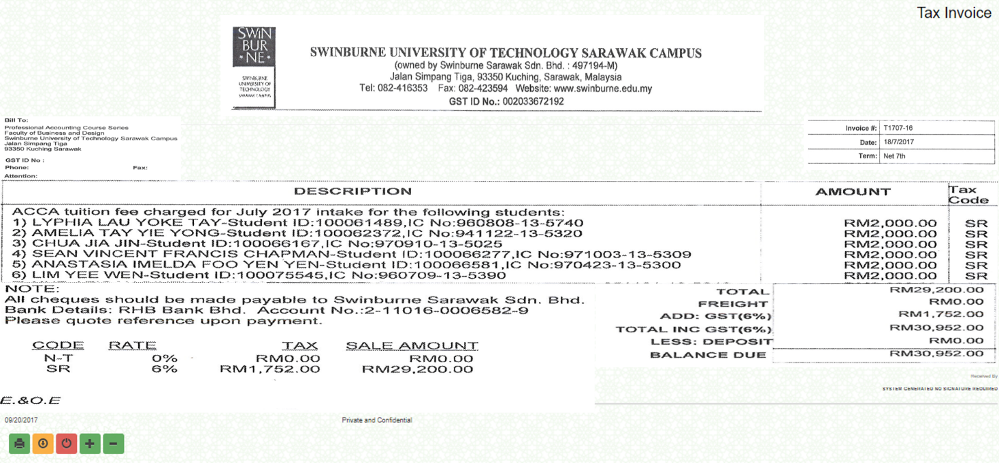 Tax Invoice
SWIN
BUR
* NE *
SWINBURNE
UNIVERSITY OF
TECHNOLOGY
SARAWAK CAMPUS
SWINBURNE UNIVERSITY OF TECHNOLOGY SARAWAK CAMPUS
(owned by Swinburne Sarawak Sdn. Bhd. : 497194-M)
Jalan Simpang Tiga, 93350 Kuching, Sarawak, Malaysia
Tel: 082-416353 Fax: 082-423594 Website: www.swinburne.edu.my
GST ID No.: 002033672192
Bill To:
Professional Accounting Course Series
Faculty of Business and Design
Swinburne University of Technology Sarawak Campus
Jalan Simpang Tiga
93350 Kuching Sarawak
GST ID No :
Phone: Fax:
Attention:
Invoice #: T1707-16
Date: 18/7/2017
Term: Net 7th
DESCRIPTION AMOUNT Tax Code
ACCA tuition fee charged for July 2017 intake for the following students:
1) LYPHIA LAU YOKE TAY-Student ID:100061489,IC No:960808-13-5740 RM2,000.00 SR
2) AMELIA TAY YIE YONG-Student ID:100062372,IC No:941122-13-5320 RM2,000.00 SR
3) CHUA JIA JIN-Student ID:100066167,IC No:970910-13-5025 RM2,000.00 SR
4) SEAN VINCENT FRANCIS CHAPMAN-Student ID:100066277,IC No:971003-13-5309 RM2,000.00 SR
5) ANASTASIA IMELDA FOO YEN YEN-Student ID:100066581,IC No:970423-13-5300 RM2,000.00 SR
6) LIM YEE WEN-Student ID:100075545,IC No:960709-13-5390 RM2,000.00 SR
NOTE:
All cheques should be made payable to Swinburne Sarawak Sdn. Bhd.
Bank Details: RHB Bank Bhd. Account No.:2-11016-0006582-9
Please quote reference upon payment.
CODE RATE TAX SALE AMOUNT
N-T 0% RM0.00 RM0.00
SR 6% RM1,752.00 RM29,200.00
E.&O.E
TOTAL RM29,200.00
FREIGHT RM0.00
ADD: GST(6%) RM1,752.00
TOTAL INC GST(6%) RM30,952.00
LESS: DEPOSIT RM0.00
BALANCE DUE RM30,952.00
Received By
SYSTEM GENERATED NO SIGNATURE REQUIRED
09/20/2017 Private and Confidential